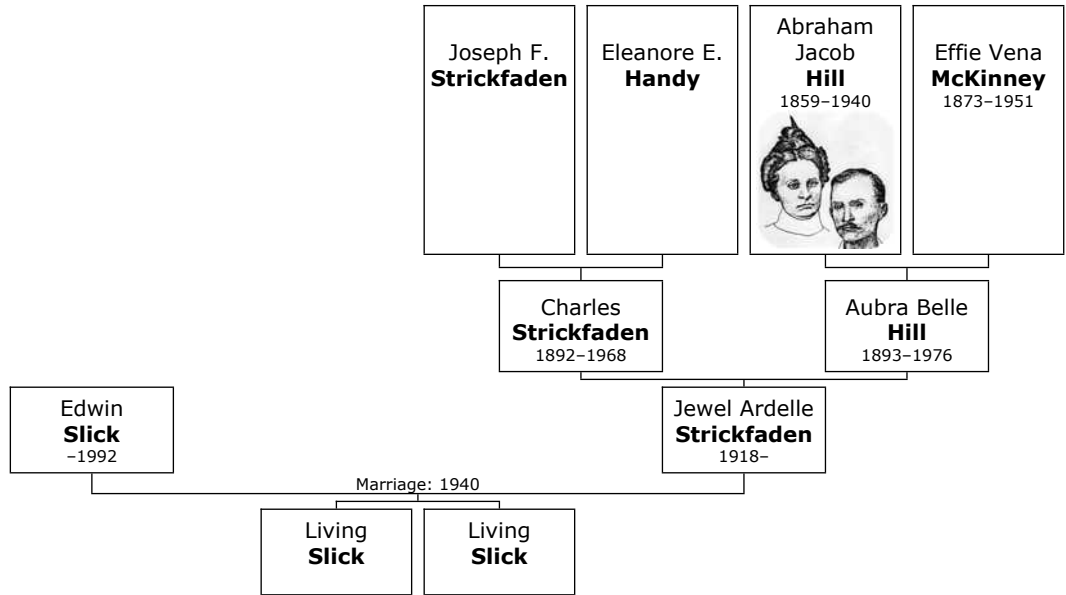 Joseph F.
Strickfaden
Eleanore E.
Handy
Abraham
Jacob
Hill
1859–1940
Effie Vena
McKinney
1873–1951
Charles
Strickfaden
1892–1968
Aubra Belle
Hill
1893–1976
Edwin
Slick
–1992
Jewel Ardelle
Strickfaden
1918–
Marriage: 1940
Living
Slick
Living
Slick